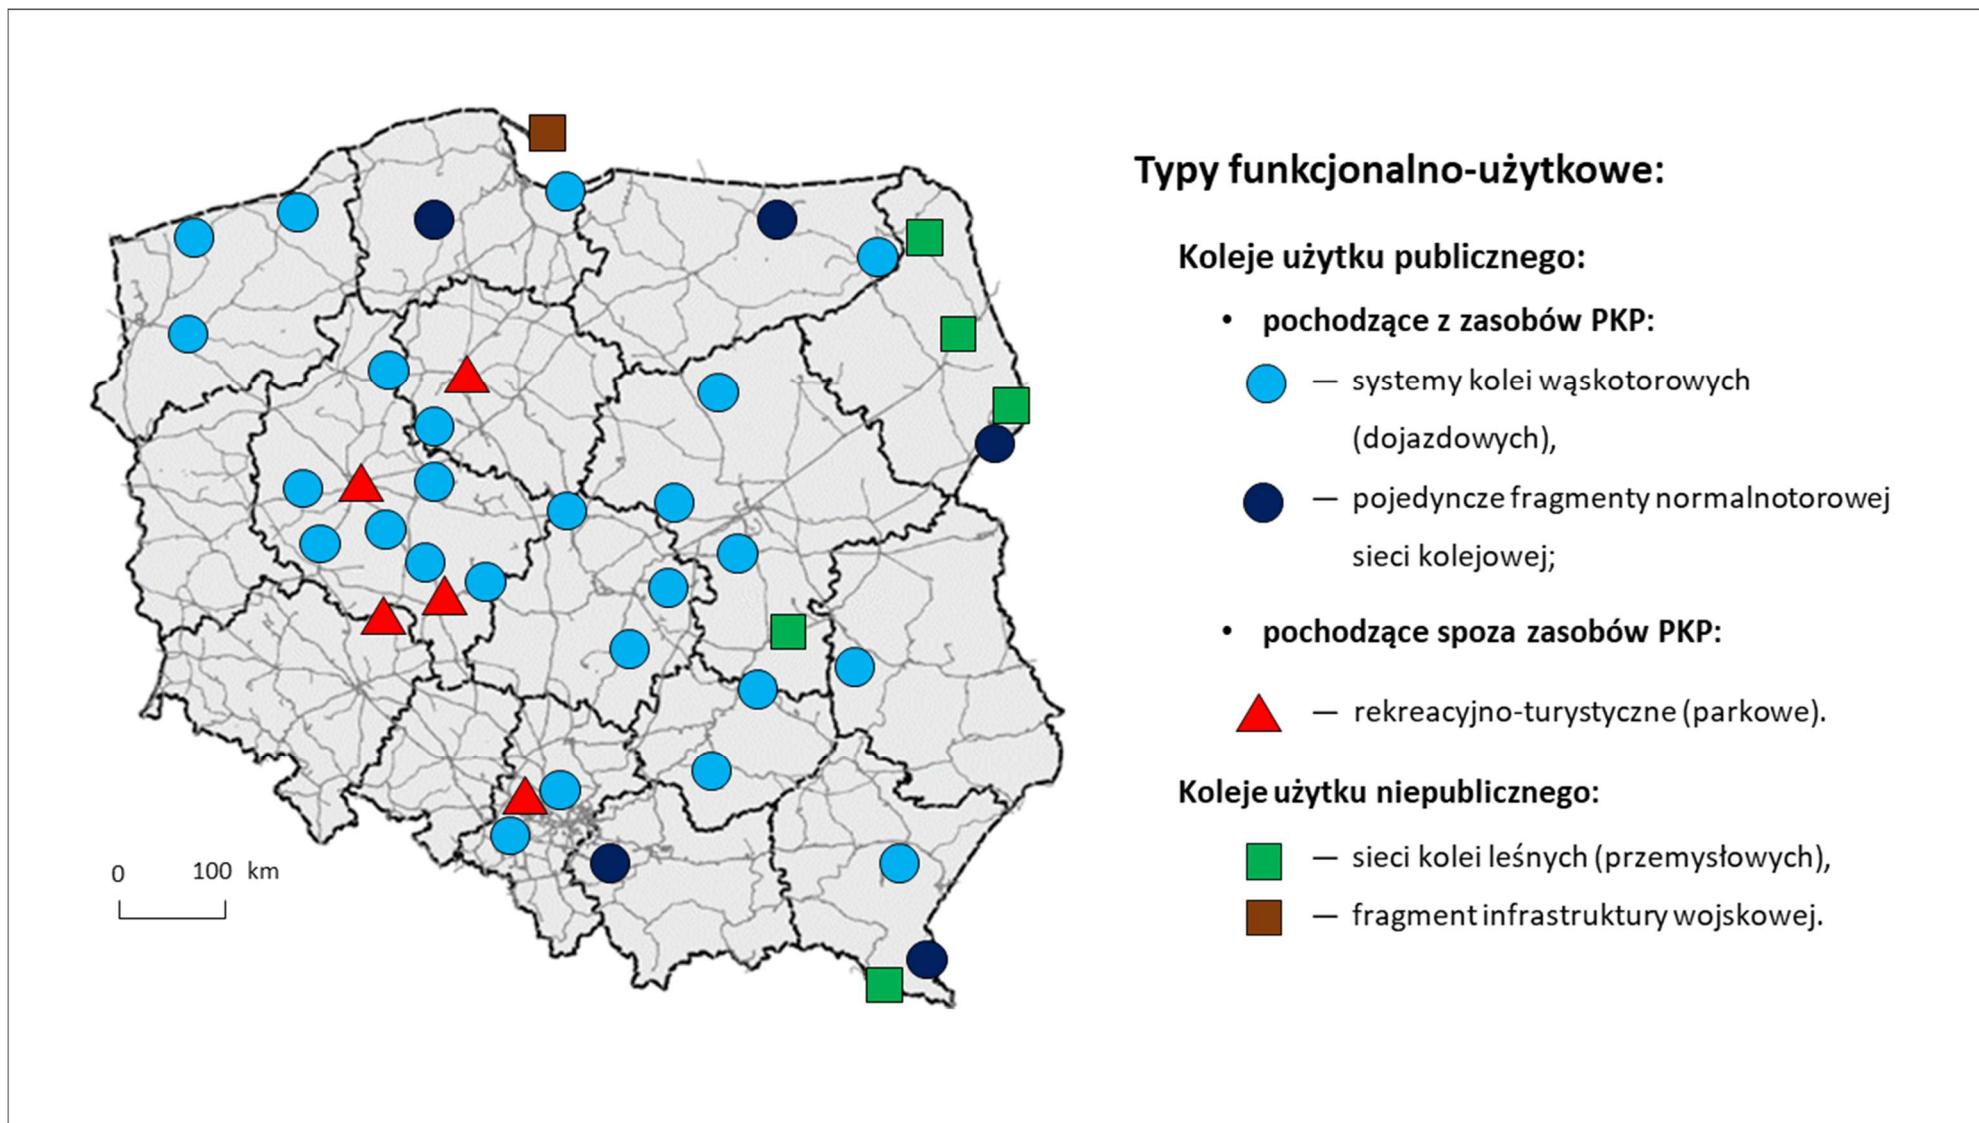 Typy funkcjonalno-użytkowe:
Koleje użytku publicznego:
• pochodzące z zasobów PKP:
— systemy kolei wąskotorowych
(dojazdowych),
— pojedyncze fragmenty normalnotorowej
sieci kolejowej;
• pochodzące spoza zasobów PKP:
— rekreacyjno-turystyczne (parkowe).
Koleje użytku niepublicznego:
— sieci kolei leśnych (przemysłowych),
— fragment infrastruktury wojskowej.
0 100 km